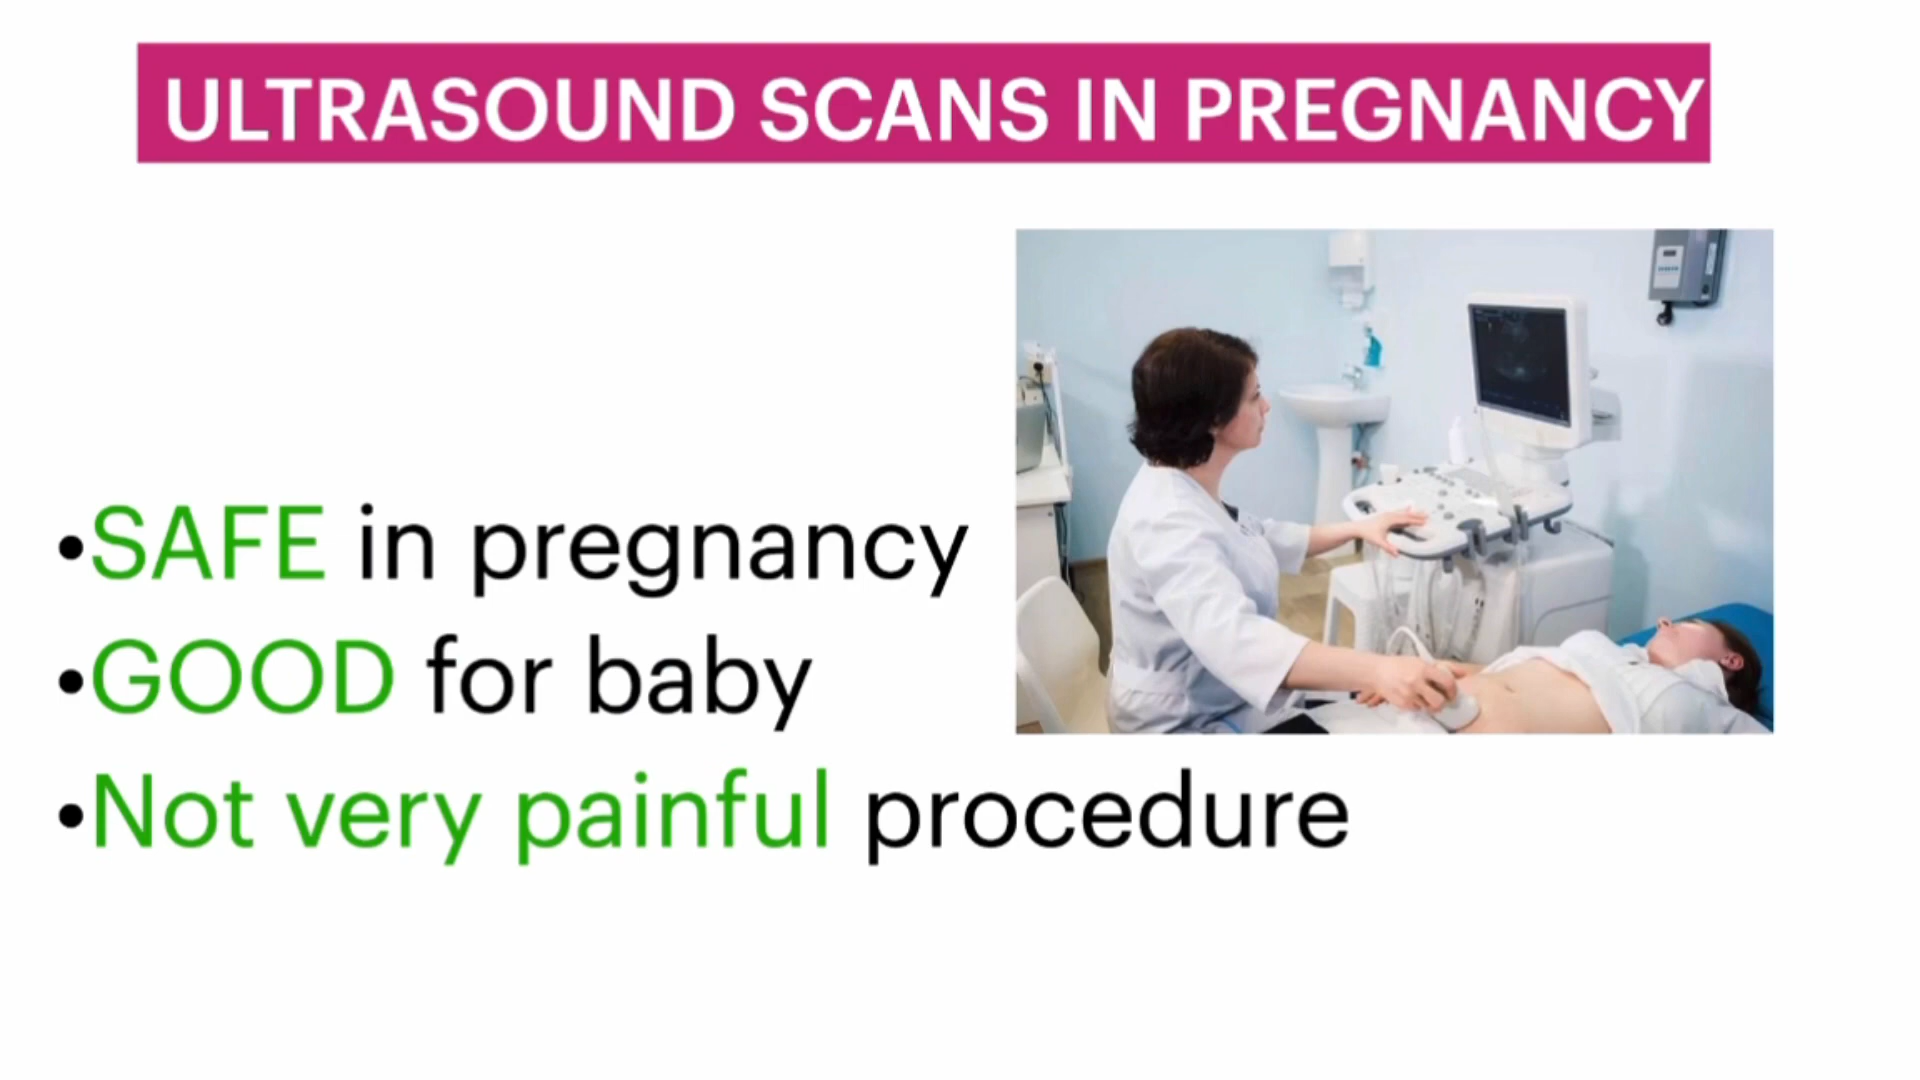 ULTRASOUND SCANS IN PREGNANCY
•SAFE in pregnancy
•GOOD for baby
•Not very painful procedure